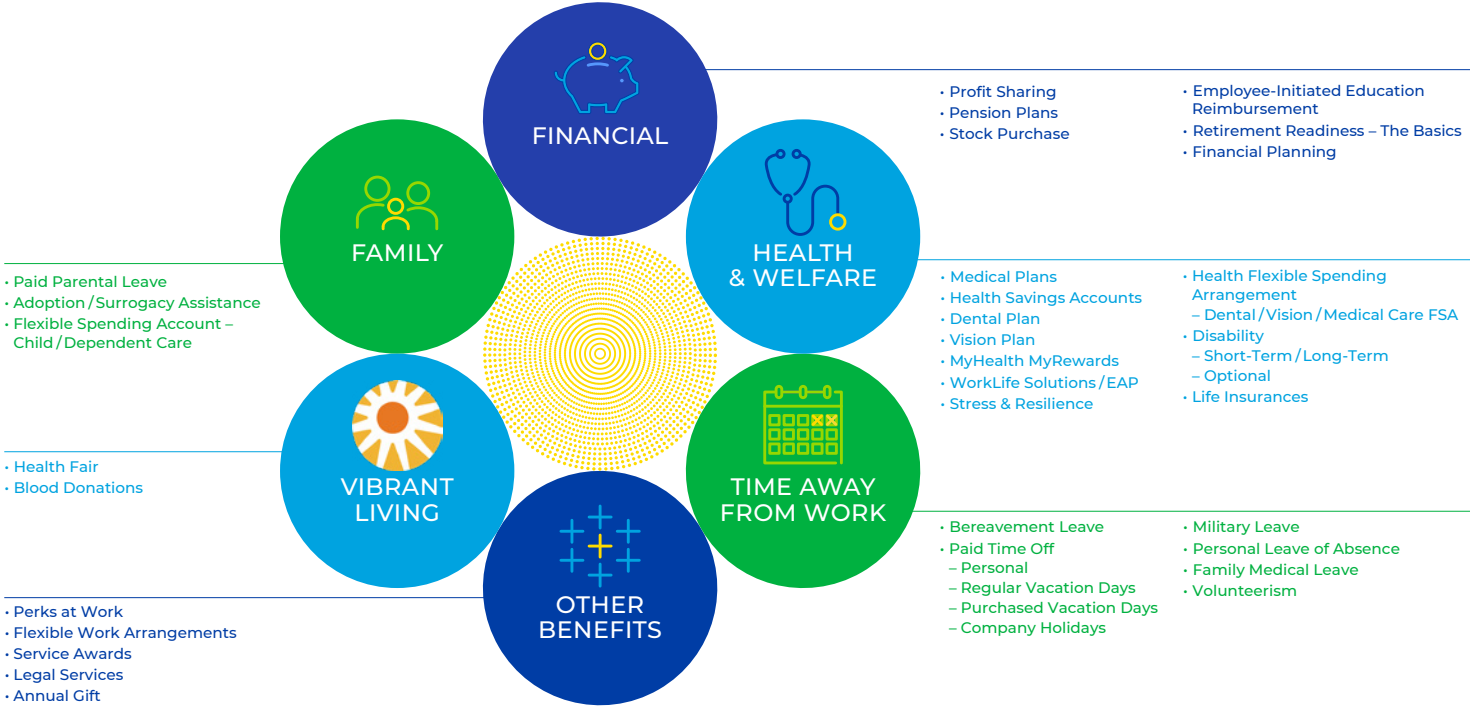 FINANCIAL
• Profit Sharing
• Pension Plans
• Stock Purchase
• Employee-Initiated Education
Reimbursement
• Retirement Readiness – The Basics
• Financial Planning
HEALTH
& WELFARE
• Medical Plans
• Health Savings Accounts
• Dental Plan
• Vision Plan
• MyHealth MyRewards
• WorkLife Solutions / EAP
• Stress & Resilience
• Health Flexible Spending
Arrangement
– Dental / Vision / Medical Care FSA
• Disability
– Short-Term / Long-Term
– Optional
• Life Insurances
TIME AWAY
FROM WORK
• Bereavement Leave
• Paid Time Off
– Personal
– Regular Vacation Days
– Purchased Vacation Days
– Company Holidays
• Military Leave
• Personal Leave of Absence
• Family Medical Leave
• Volunteerism
OTHER
BENEFITS
• Perks at Work
• Flexible Work Arrangements
• Service Awards
• Legal Services
• Annual Gift
VIBRANT
LIVING
• Health Fair
• Blood Donations
FAMILY
• Paid Parental Leave
• Adoption / Surrogacy Assistance
• Flexible Spending Account –
Child / Dependent Care